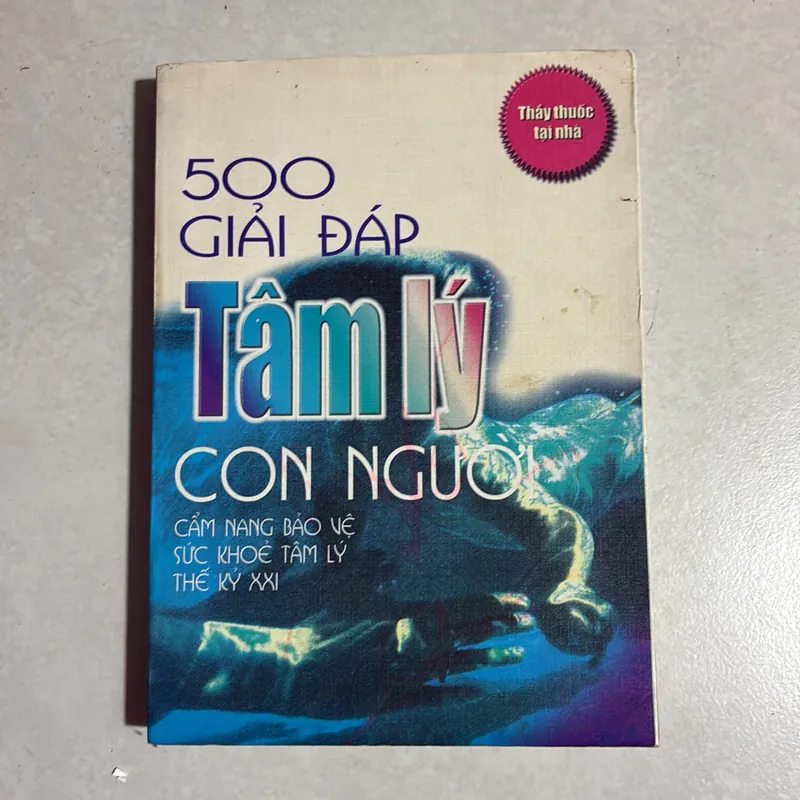 Thầy thuốc
tại nhà
500
GIẢI ĐÁP
Tâm lý
CON NGƯỜI
CẨM NANG BẢO VỆ
SỨC KHOẺ TÂM LÝ
THẾ KỶ XXI